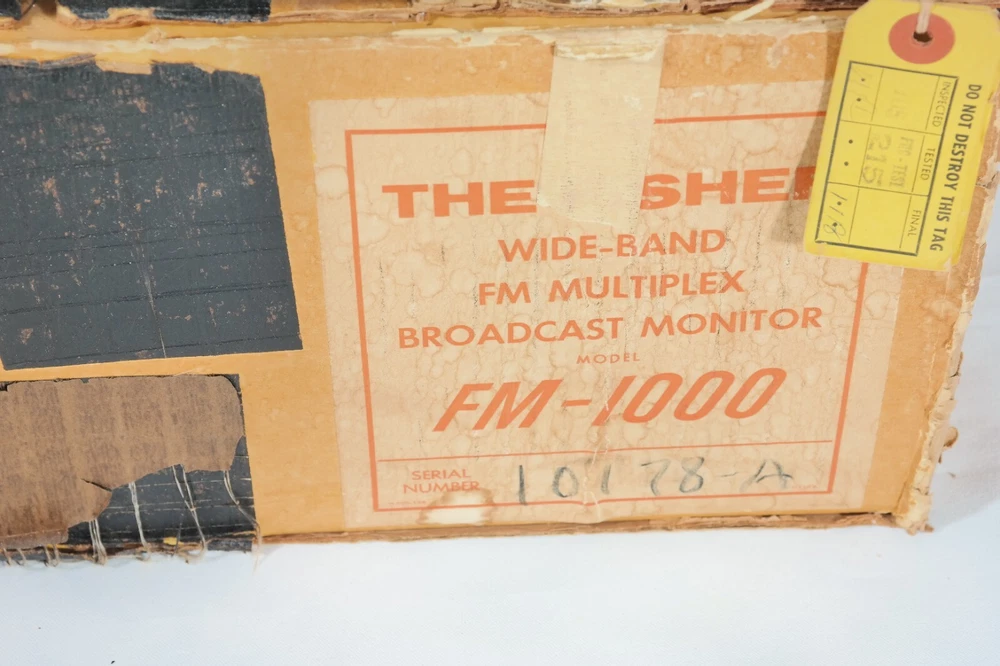 THE SHE
WIDE-BAND
FM MULTIPLEX
BROADCAST MONITOR
MODEL
FM-1000
SERIAL
NUMBER
10178-A
DO NOT DESTROY THIS TAG
INSPECTED TESTED FINAL
215